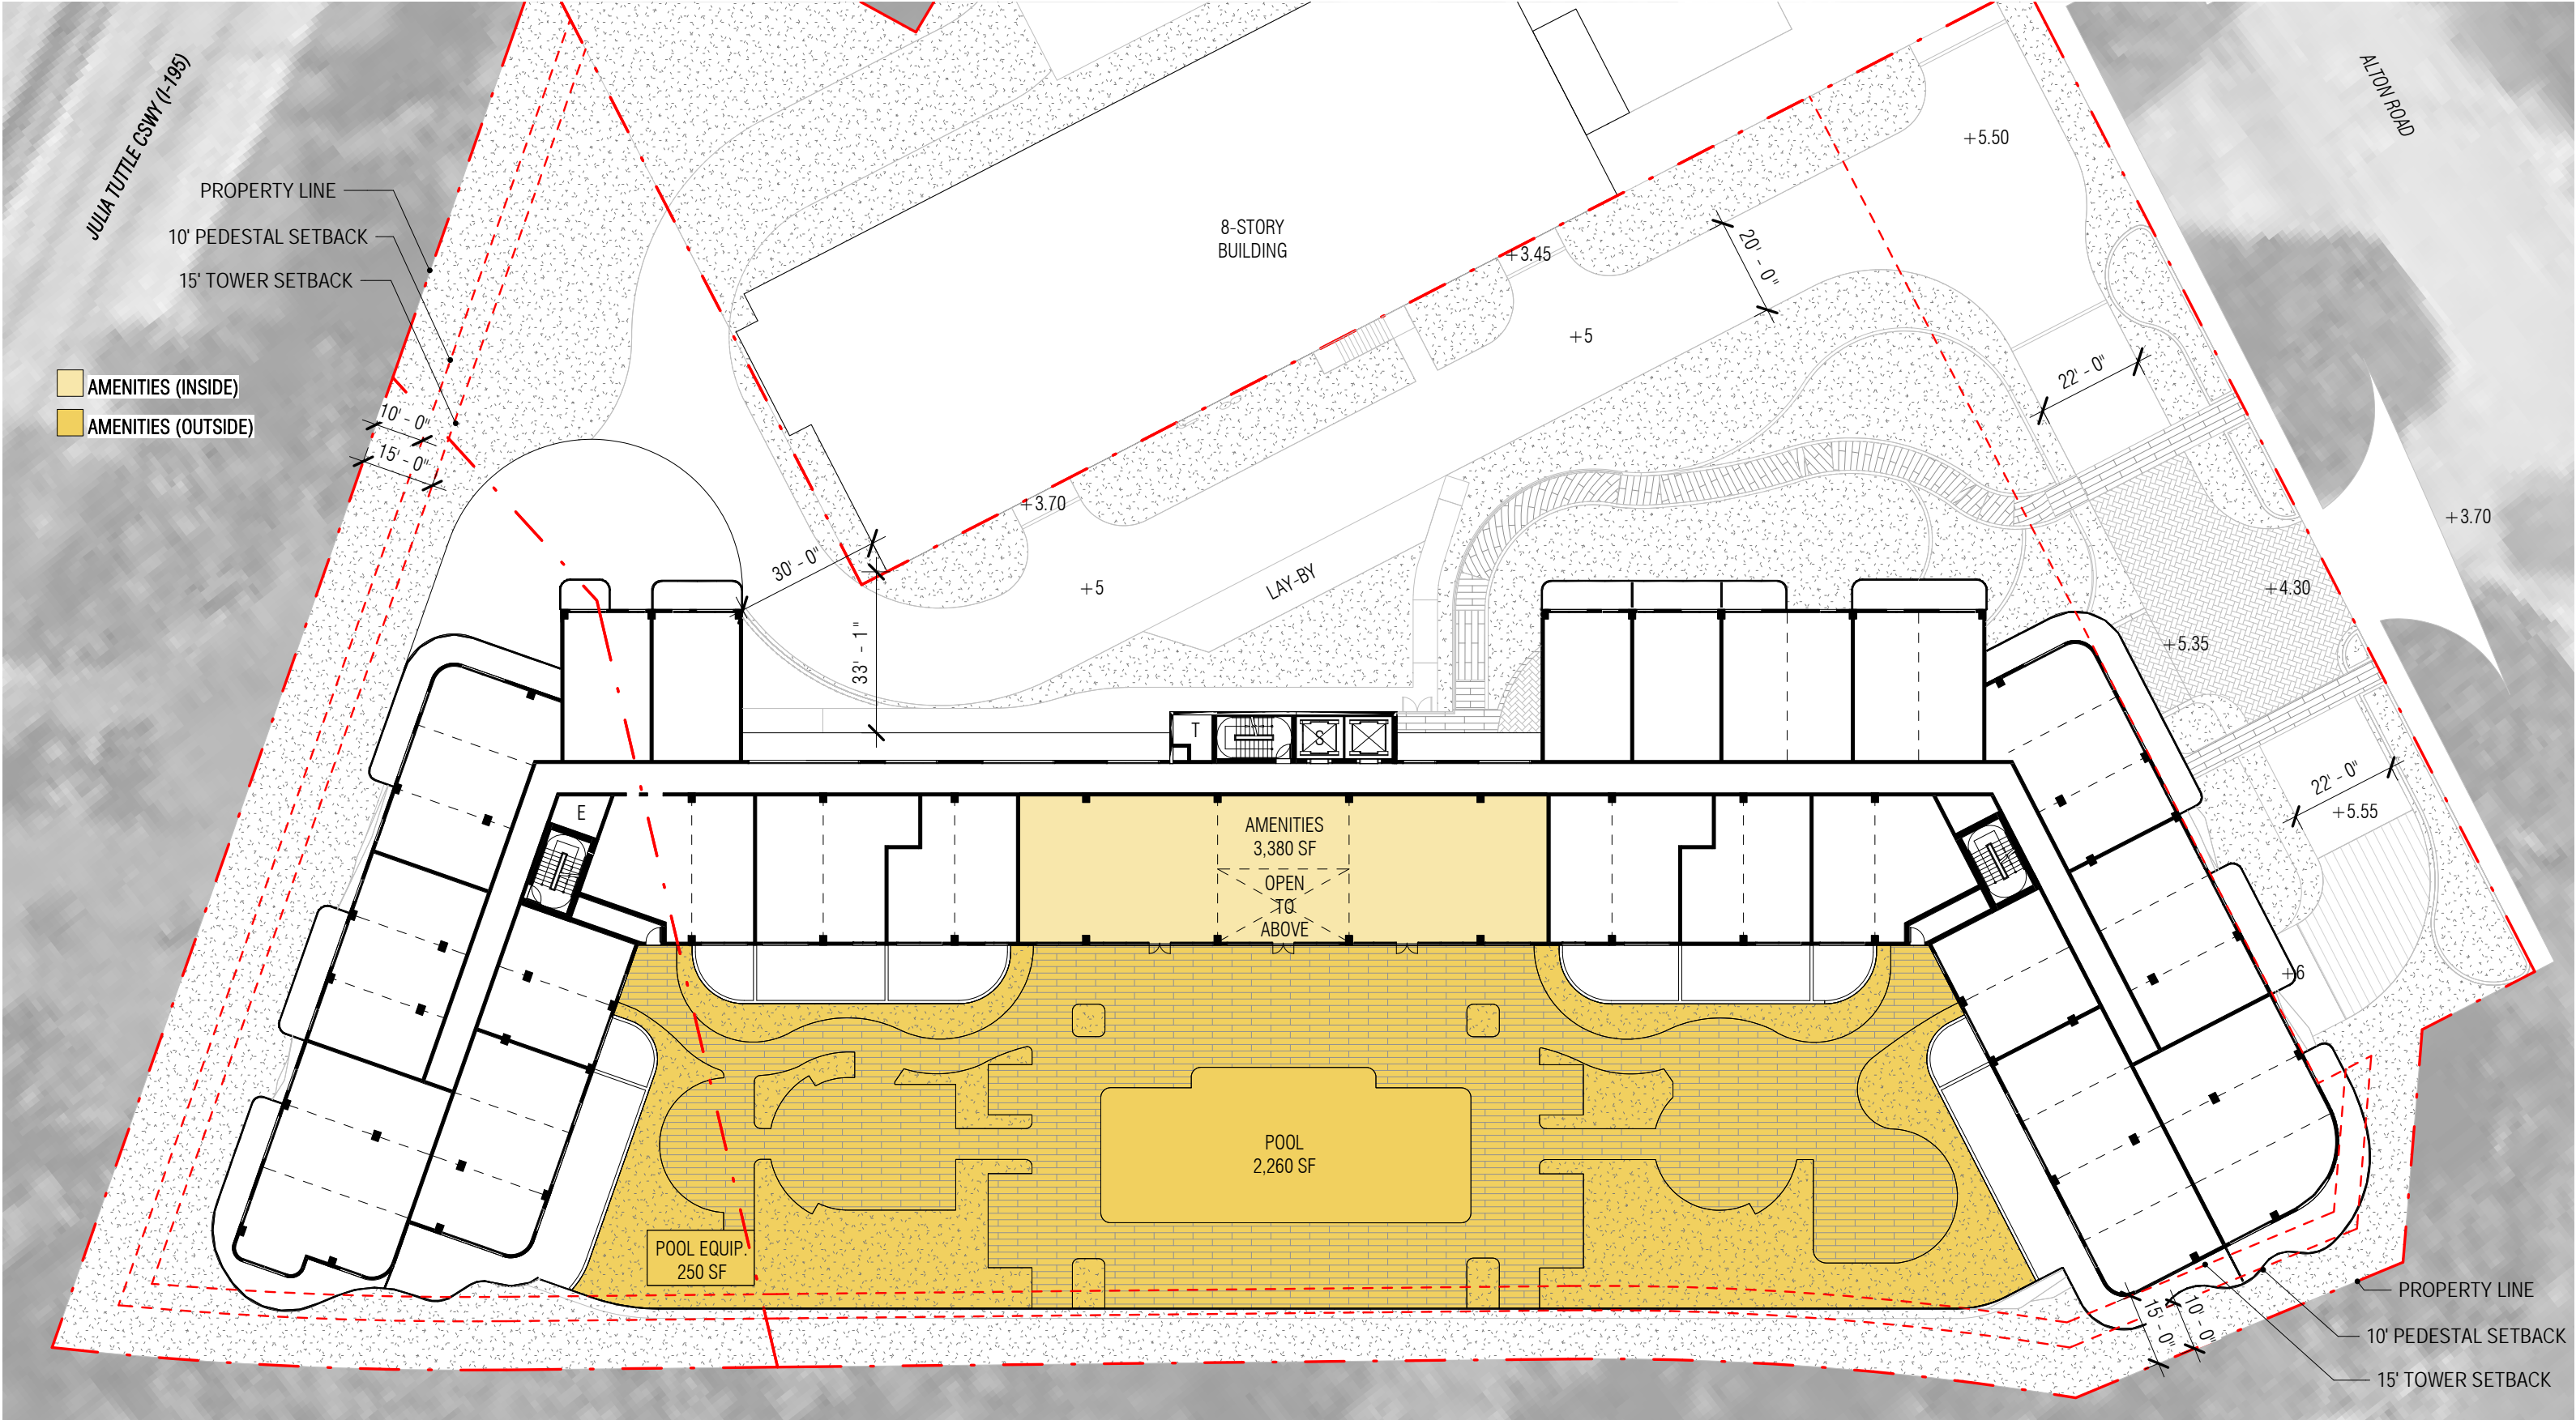 JULIA TUTTLE CSWY (I-195)
ALTON ROAD
PROPERTY LINE
10' PEDESTAL SETBACK
15' TOWER SETBACK
AMENITIES (INSIDE)
AMENITIES (OUTSIDE)
10' - 0"
15' - 0"
8-STORY
BUILDING
+5.50
+3.45
20' - 0"
+5
22' - 0"
+3.70
+3.70
30' - 0"
+5
LAY-BY
+4.30
33' - 1"
+5.35
T
S
22' - 0"
+5.55
E
AMENITIES
3,380 SF
OPEN
TO
ABOVE
+6
POOL
2,260 SF
POOL EQUIP.
250 SF
15' - 0"
10' - 0"
PROPERTY LINE
10' PEDESTAL SETBACK
15' TOWER SETBACK